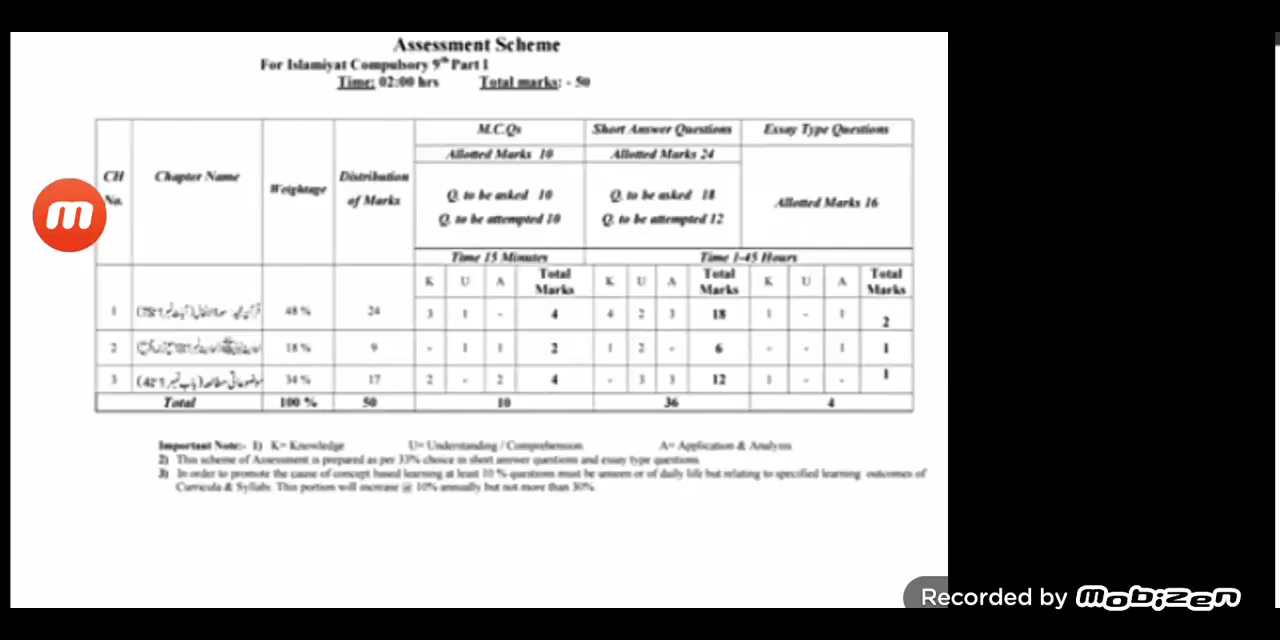 Assessment Scheme
For Islamiyat Compulsory 9th Part I
Time: 02:00 hrs Total marks: - 50
CH No. Chapter Name Weightage Distribution of Marks M.C.Qs Short Answer Questions Essay Type Questions
Allotted Marks 10 Allotted Marks 24 Allotted Marks 16
Q. to be asked 10 Q. to be asked 18
Q. to be attempted 10 Q. to be attempted 12
Time 15 Minutes Time 1-45 Hours
K U A Total Marks K U A Total Marks K U A Total Marks
1 48 % 24 3 1 - 4 4 2 3 18 1 - 1 2
2 18 % 9 - 1 1 2 1 2 - 6 - - 1 1
3 34 % 17 2 - 2 4 - 3 3 12 1 - - 1
Total 100 % 50 10 36 4
Important Note:- 1) K= Knowledge U= Understanding / Comprehension A= Application & Analysis
2) This scheme of Assessment is prepared as per 33% choice in short answer questions and essay type questions.
3) In order to promote the cause of concept based learning at least 10 % questions must be unseen or of daily life but relating to specified learning outcomes of
Curricula & Syllabi. This portion will increase @ 10% annually but not more than 30%.
m
Recorded by mobizen